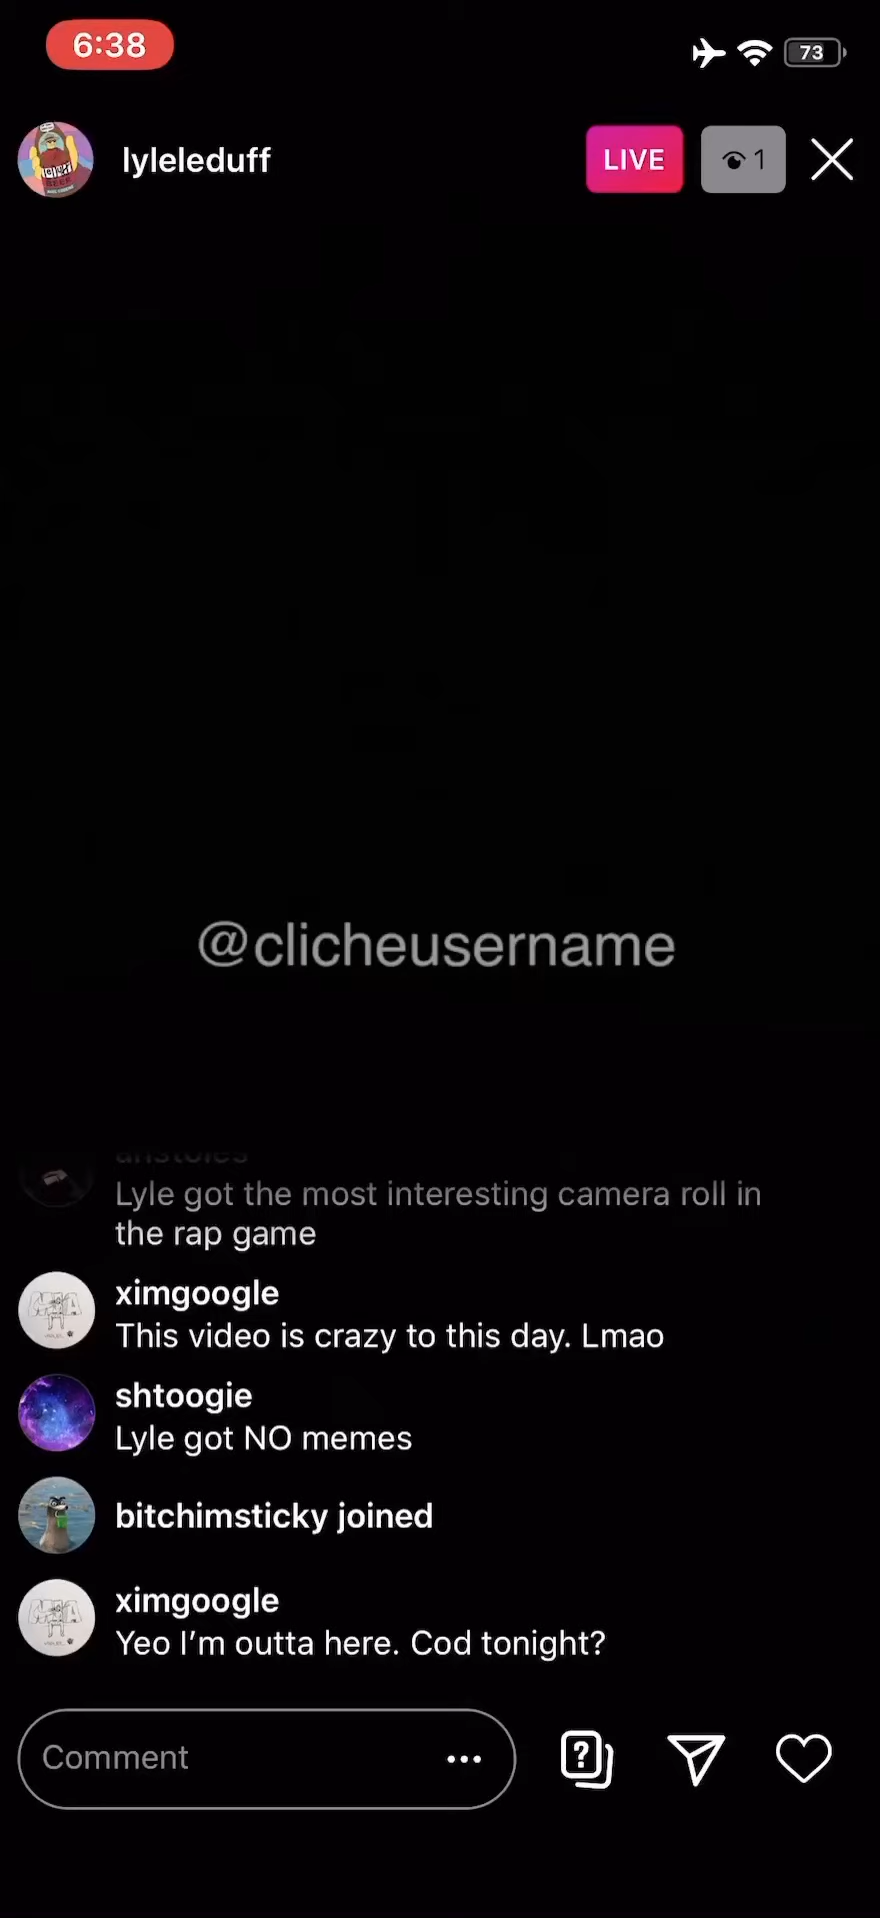 6:38
73
lyleleduff
LIVE
1
@clicheusername
Lyle got the most interesting camera roll in
the rap game
ximgoogle
This video is crazy to this day. Lmao
shtoogie
Lyle got NO memes
bitchimsticky joined
ximgoogle
Yeo I'm outta here. Cod tonight?
Comment